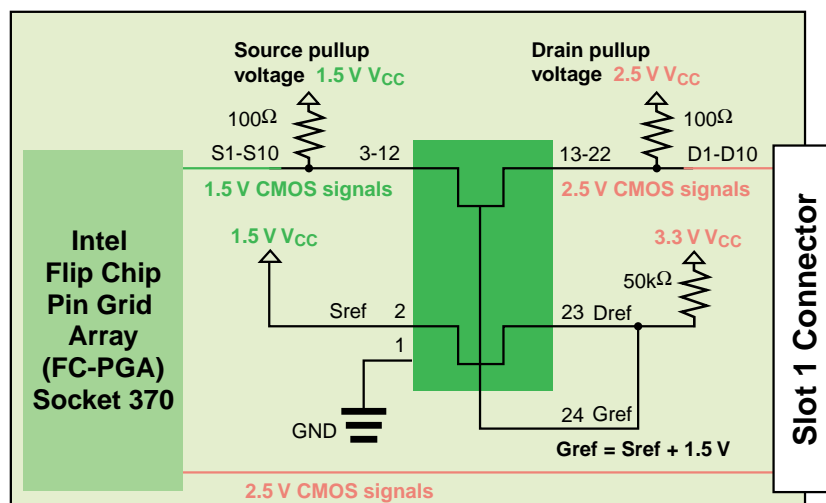 Source pullup
voltage 1.5 V VCC
Drain pullup
voltage 2.5 V VCC
100Ω
100Ω
S1-S10
3-12
13-22
D1-D10
1.5 V CMOS signals
2.5 V CMOS signals
Intel
Flip Chip
Pin Grid
Array
(FC-PGA)
Socket 370
1.5 V VCC
3.3 V VCC
50kΩ
Sref
2
23
Dref
1
GND
24
Gref
Gref = Sref + 1.5 V
2.5 V CMOS signals
Slot 1 Connector